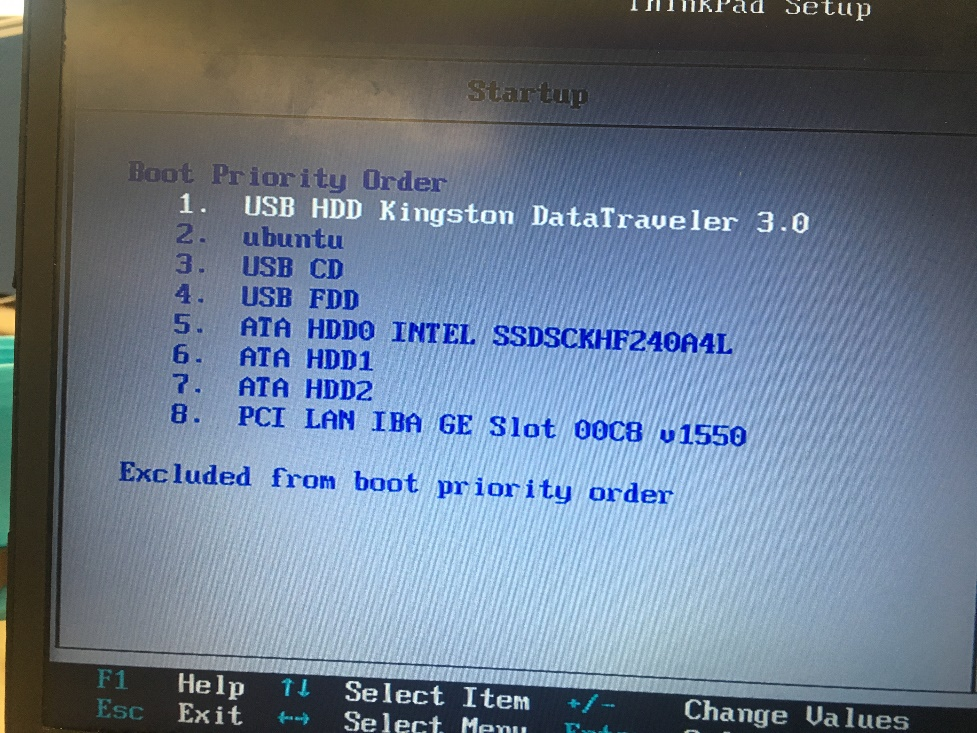 ThinkPad Setup
Startup
Boot Priority Order
1. USB HDD Kingston DataTraveler 3.0
2. ubuntu
3. USB CD
4. USB FDD
5. ATA HDD0 INTEL SSDSCKHF240A4L
6. ATA HDD1
7. ATA HDD2
8. PCI LAN IBA GE Slot 00C8 v1550
Excluded from boot priority order
F1 Help ↑↓ Select Item +/- Change Values
Esc Exit ←→ Select Menu